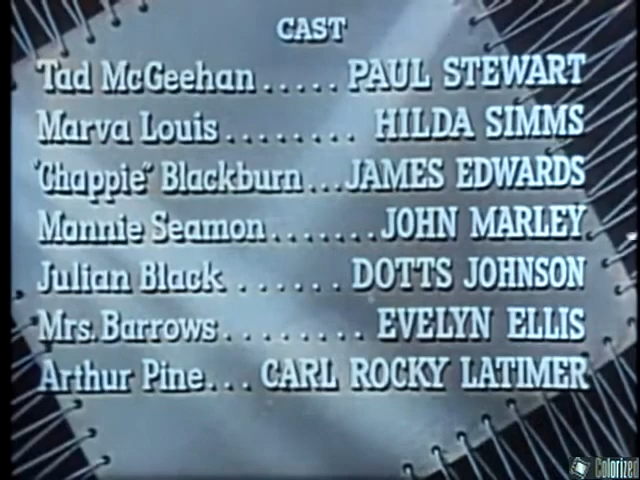 CAST
Tad McGeehan ..... PAUL STEWART
Marva Louis ........ HILDA SIMMS
"Chappie" Blackburn ... JAMES EDWARDS
Mannie Seamon ....... JOHN MARLEY
Julian Black ...... DOTTS JOHNSON
Mrs. Barrows ........ EVELYN ELLIS
Arthur Pine ... CARL ROCKY LATIMER
Colorized